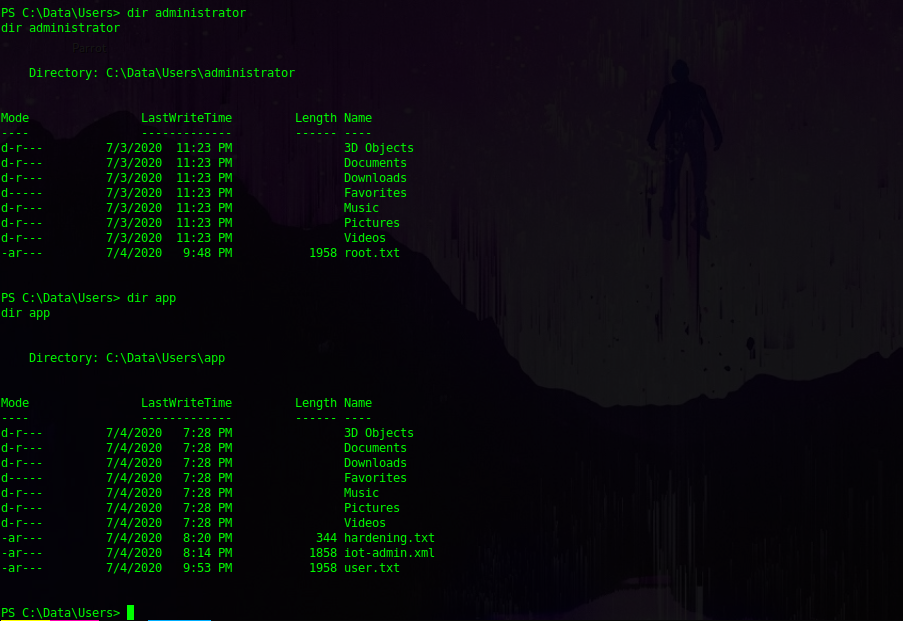 PS C:\Data\Users> dir administrator
dir administrator
Parrot
    Directory: C:\Data\Users\administrator
Mode                LastWriteTime         Length Name
----                -------------         ------ ----
d-r---         7/3/2020  11:23 PM                3D Objects
d-r---         7/3/2020  11:23 PM                Documents
d-r---         7/3/2020  11:23 PM                Downloads
d-----         7/3/2020  11:23 PM                Favorites
d-r---         7/3/2020  11:23 PM                Music
d-r---         7/3/2020  11:23 PM                Pictures
d-r---         7/3/2020  11:23 PM                Videos
-ar---         7/4/2020   9:48 PM           1958 root.txt
PS C:\Data\Users> dir app
dir app
    Directory: C:\Data\Users\app
Mode                LastWriteTime         Length Name
----                -------------         ------ ----
d-r---         7/4/2020   7:28 PM                3D Objects
d-r---         7/4/2020   7:28 PM                Documents
d-r---         7/4/2020   7:28 PM                Downloads
d-----         7/4/2020   7:28 PM                Favorites
d-r---         7/4/2020   7:28 PM                Music
d-r---         7/4/2020   7:28 PM                Pictures
d-r---         7/4/2020   7:28 PM                Videos
-ar---         7/4/2020   8:20 PM            344 hardening.txt
-ar---         7/4/2020   8:14 PM           1858 iot-admin.xml
-ar---         7/4/2020   9:53 PM           1958 user.txt
PS C:\Data\Users>